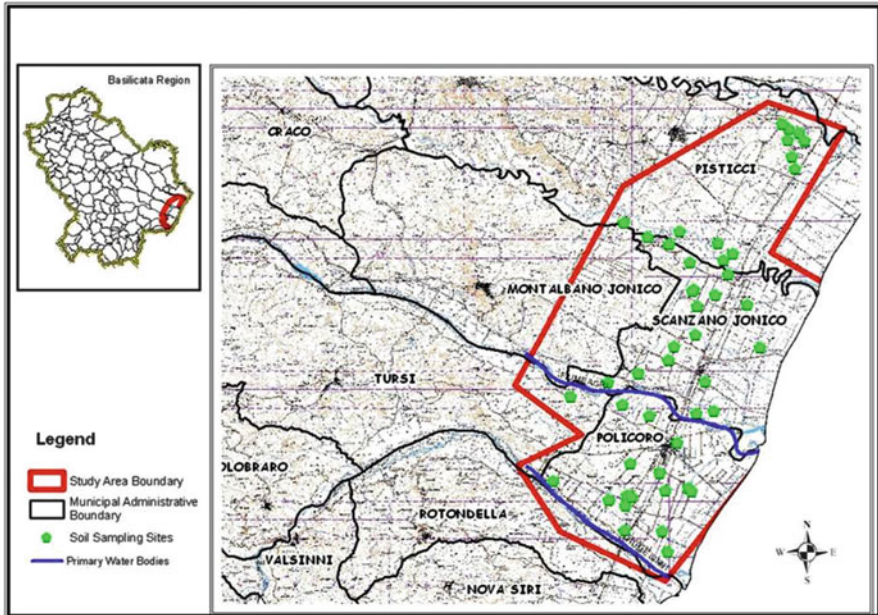 Basilicata Region
CRACO
PISTICCI
MONTALBANO JONICO
SCANZANO JONICO
TURSI
POLICORO
OLOBRARO
ROTONDELLA
VALSINNI
NOVA SIRI
Legend
Study Area Boundary
Municipal Administrative
Boundary
Soil Sampling Sites
Primary Water Bodies
N
W E
S